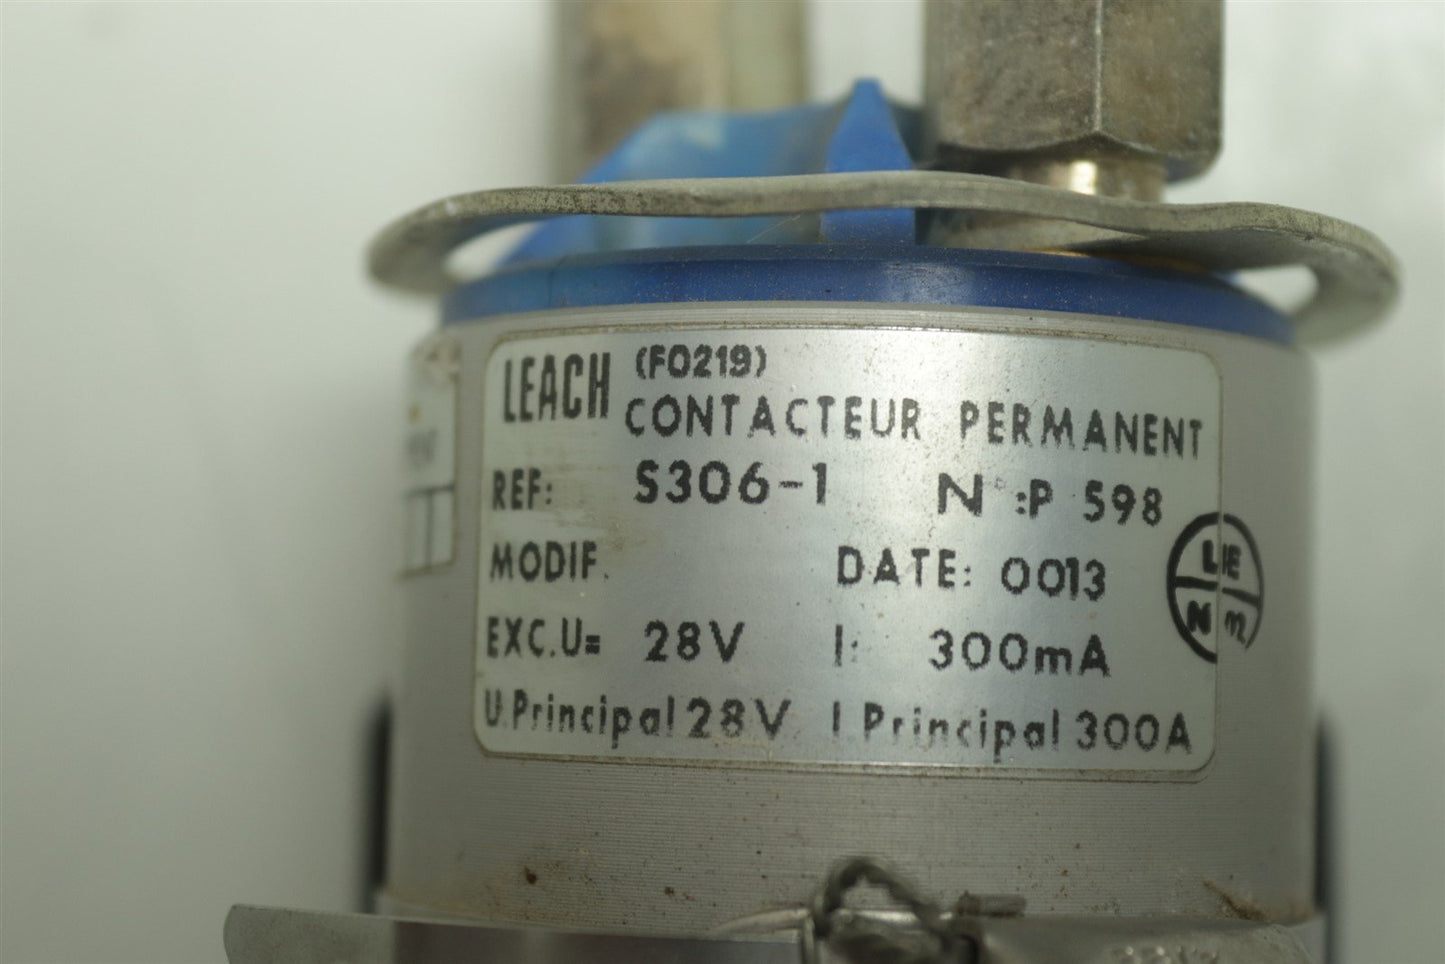 LEACH (F0219)
CONTACTEUR PERMANENT
REF: S306-1 N°:P 598
MODIF. DATE: 0013
EXC.U= 28V I: 300mA
U.Principal 28V I.Principal 300A